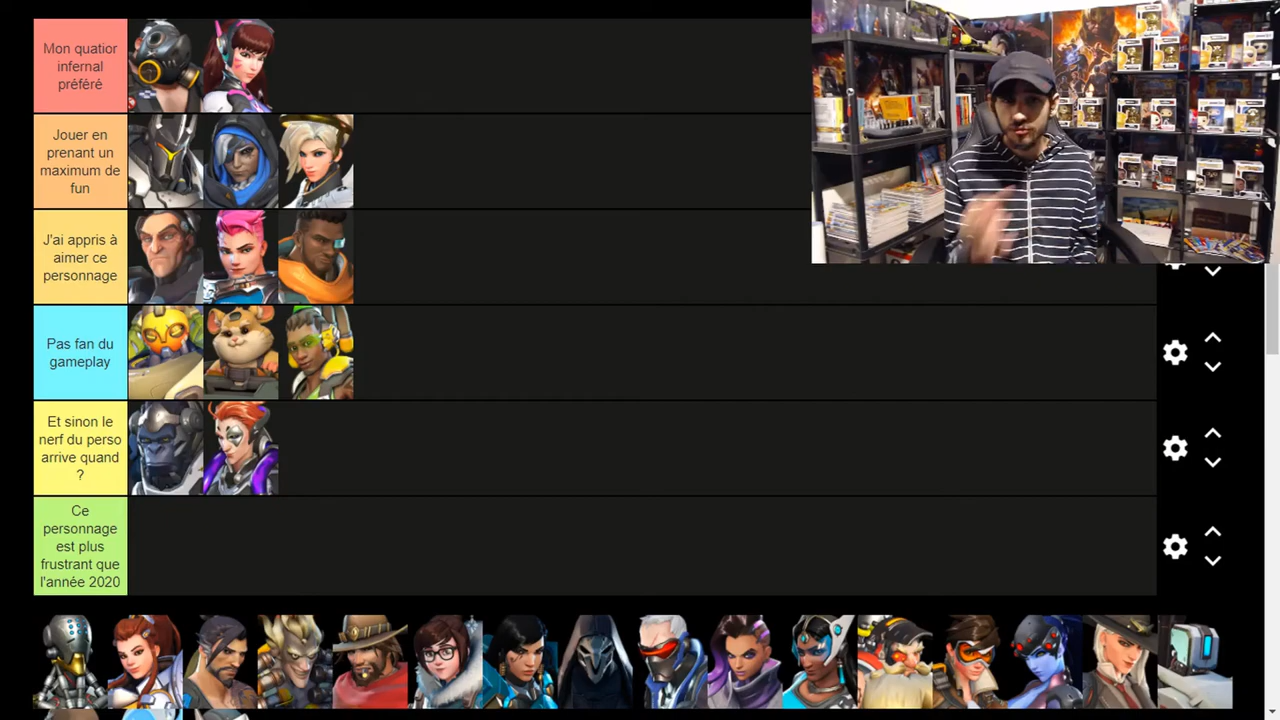 Mon quatior
infernal
préféré
Jouer en
prenant un
maximum de
fun
J'ai appris à
aimer ce
personnage
Pas fan du
gameplay
Et sinon le
nerf du perso
arrive quand
?
Ce
personnage
est plus
frustrant que
l'année 2020